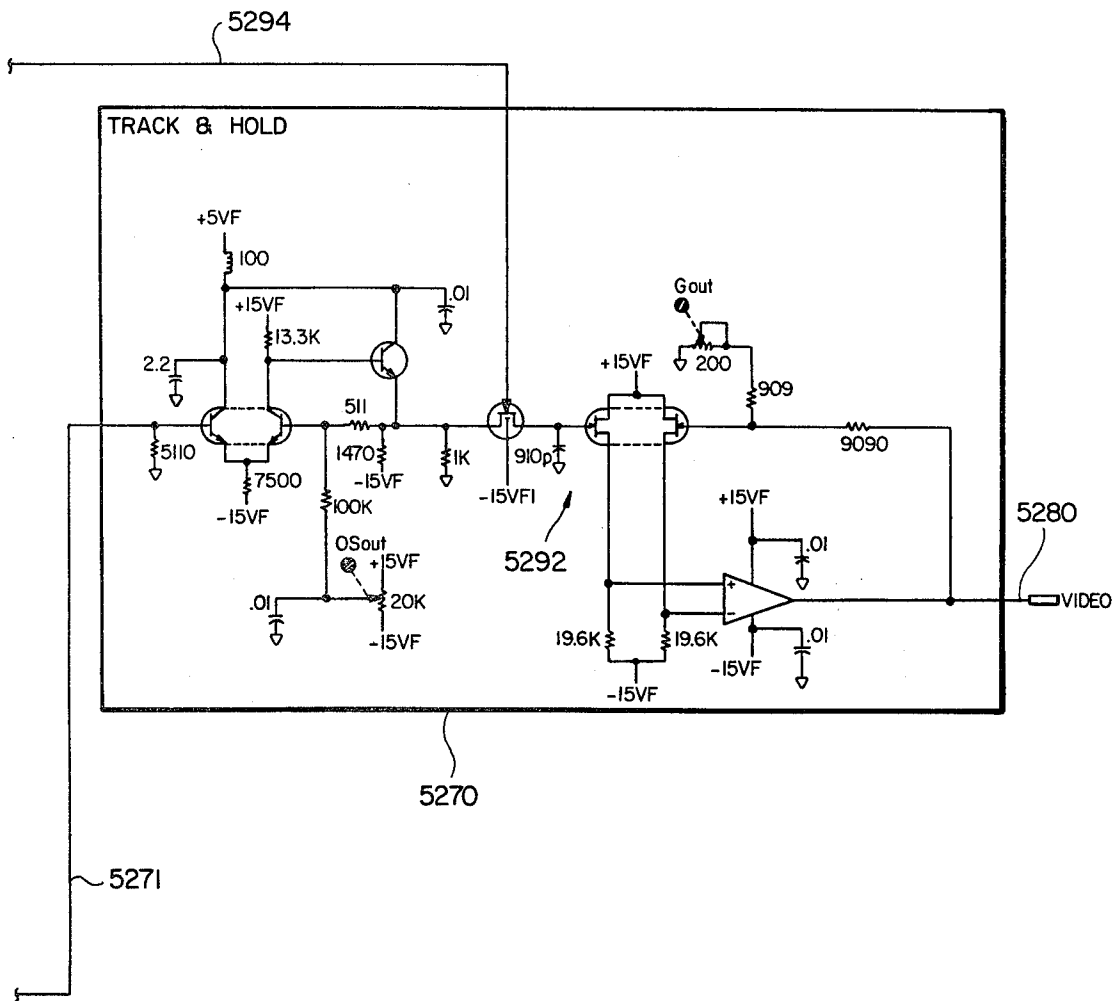 5294
TRACK & HOLD
+5VF
100
.01
+15VF
13.3K
2.2
Gout
200
+15VF
909
511
9090
5110
7500
1470
1K
910p
-15VF
-15VF
-15VF1
100K
+15VF
5292
5280
OSout
+5VF
.01
VIDEO
.01
20K
+
-
-15VF
19.6K
19.6K
.01
-15VF
-15VF
5270
5271